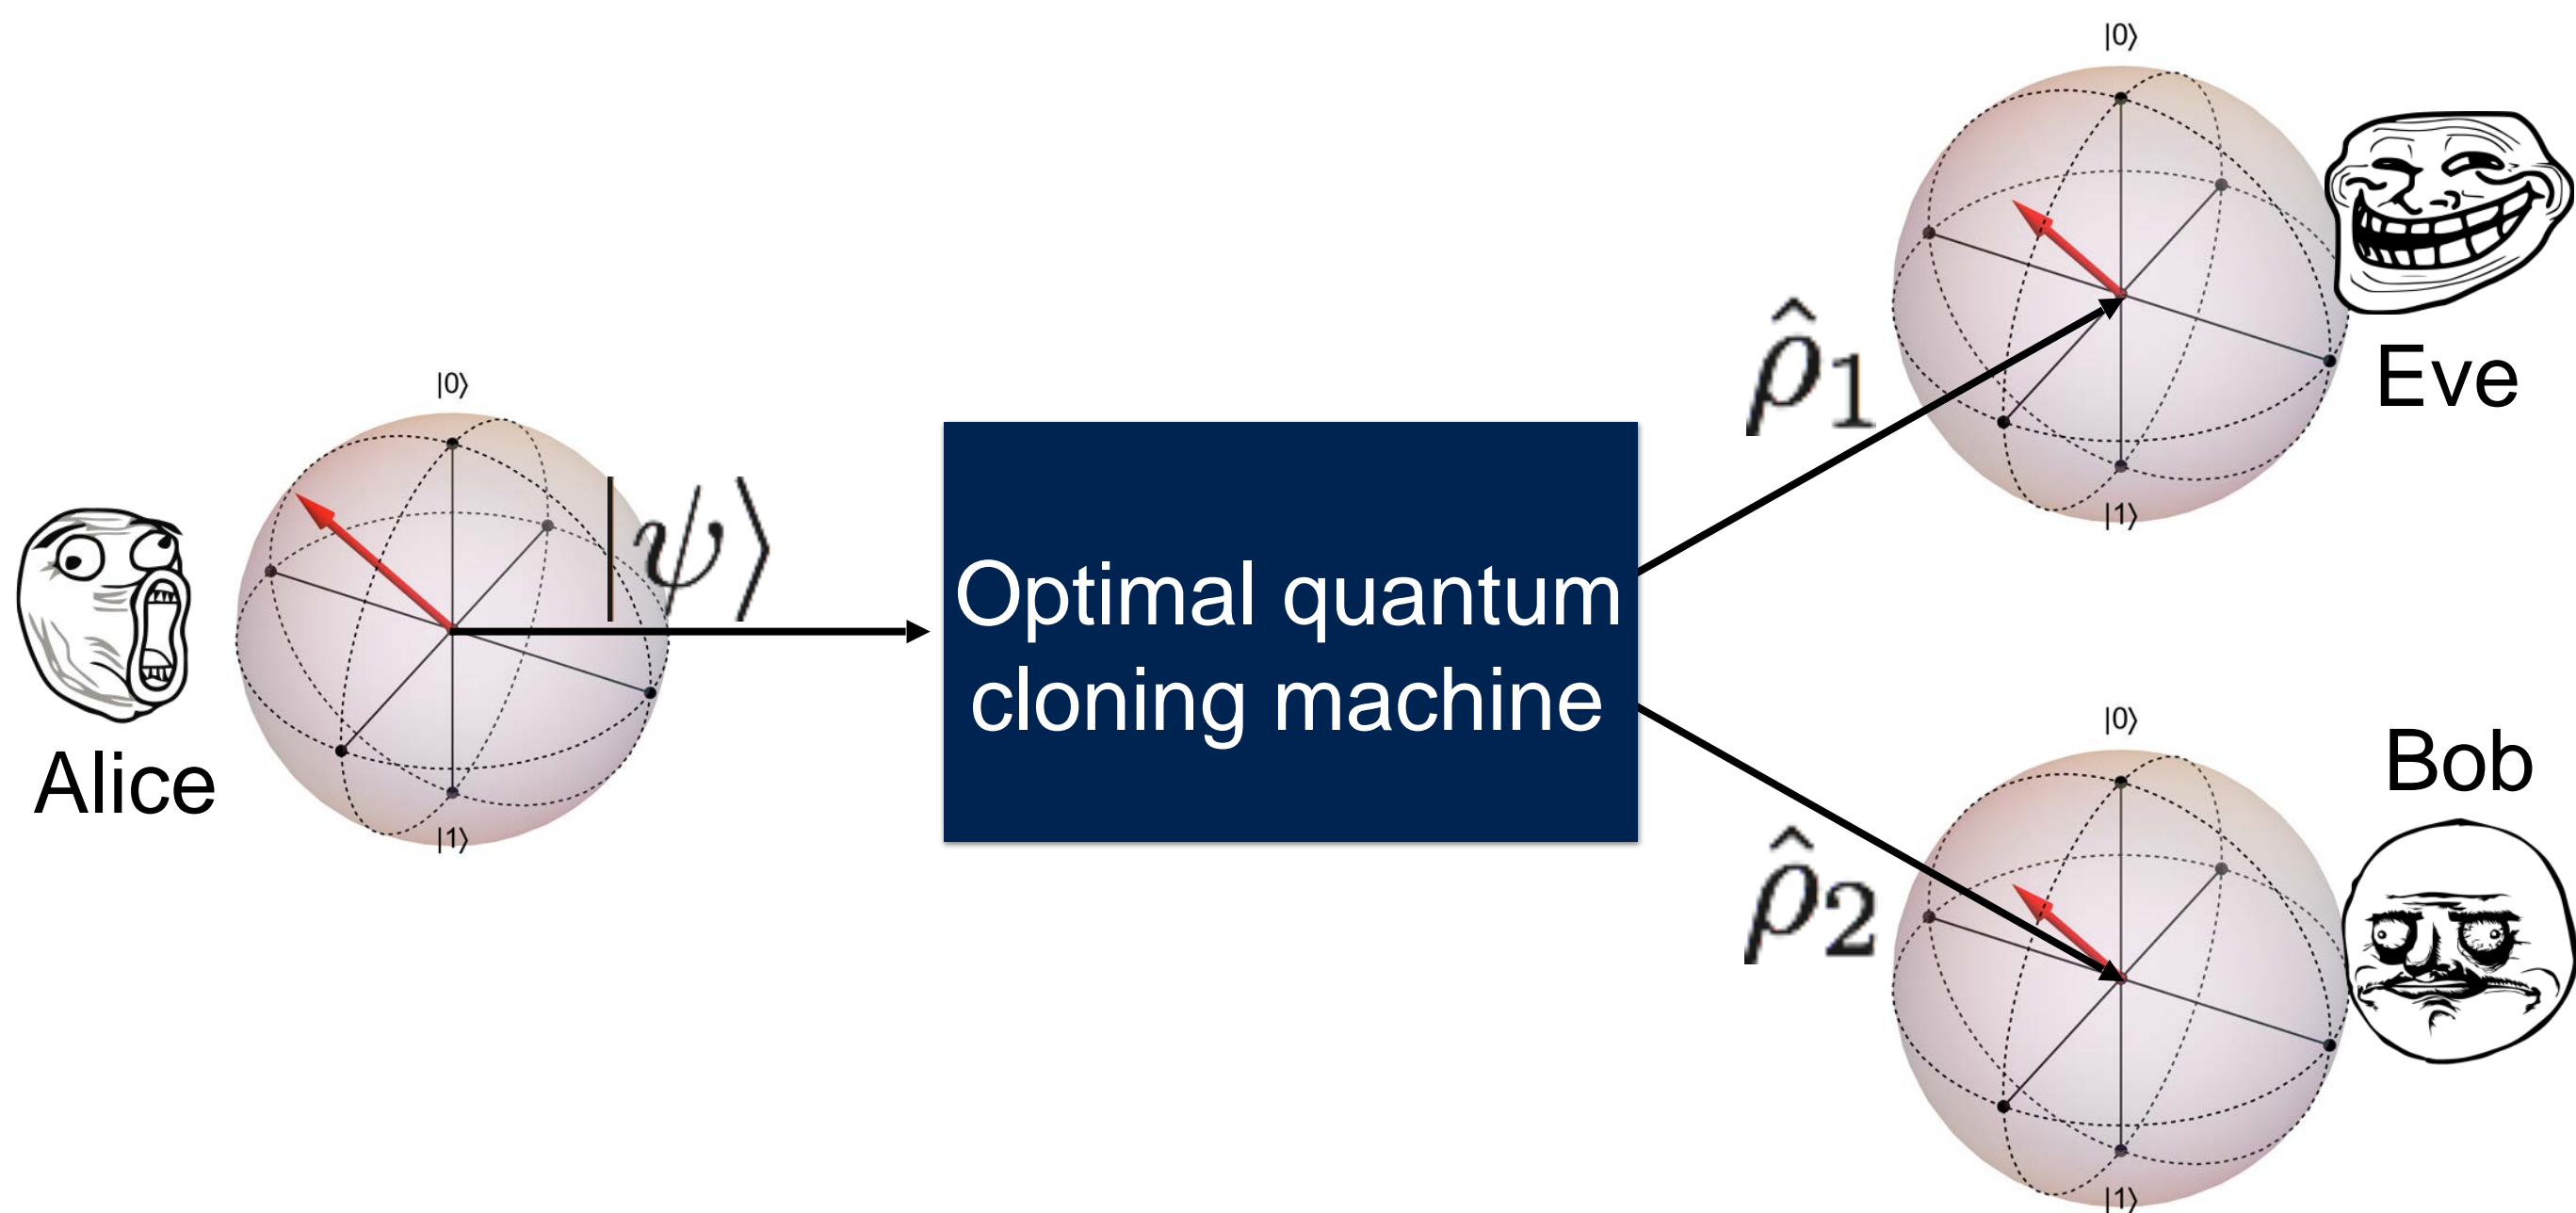 |0⟩
|1⟩
Alice
|ψ⟩
Optimal quantum
cloning machine
|0⟩
ρ̂₁
|1⟩
Eve
|0⟩
ρ̂₂
|1⟩
Bob